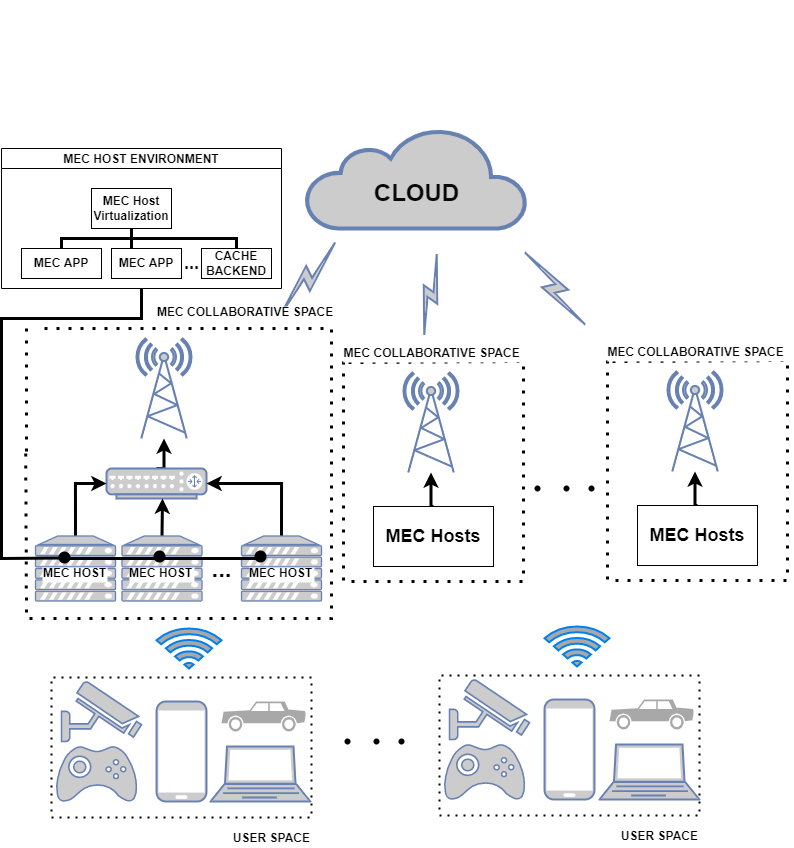 MEC HOST ENVIRONMENT
MEC Host
Virtualization
MEC APP
MEC APP
...
CACHE
BACKEND
CLOUD
MEC COLLABORATIVE SPACE
MEC COLLABORATIVE SPACE
MEC COLLABORATIVE SPACE
MEC HOST
MEC HOST
...
MEC HOST
MEC Hosts
. . .
MEC Hosts
. . .
USER SPACE
USER SPACE